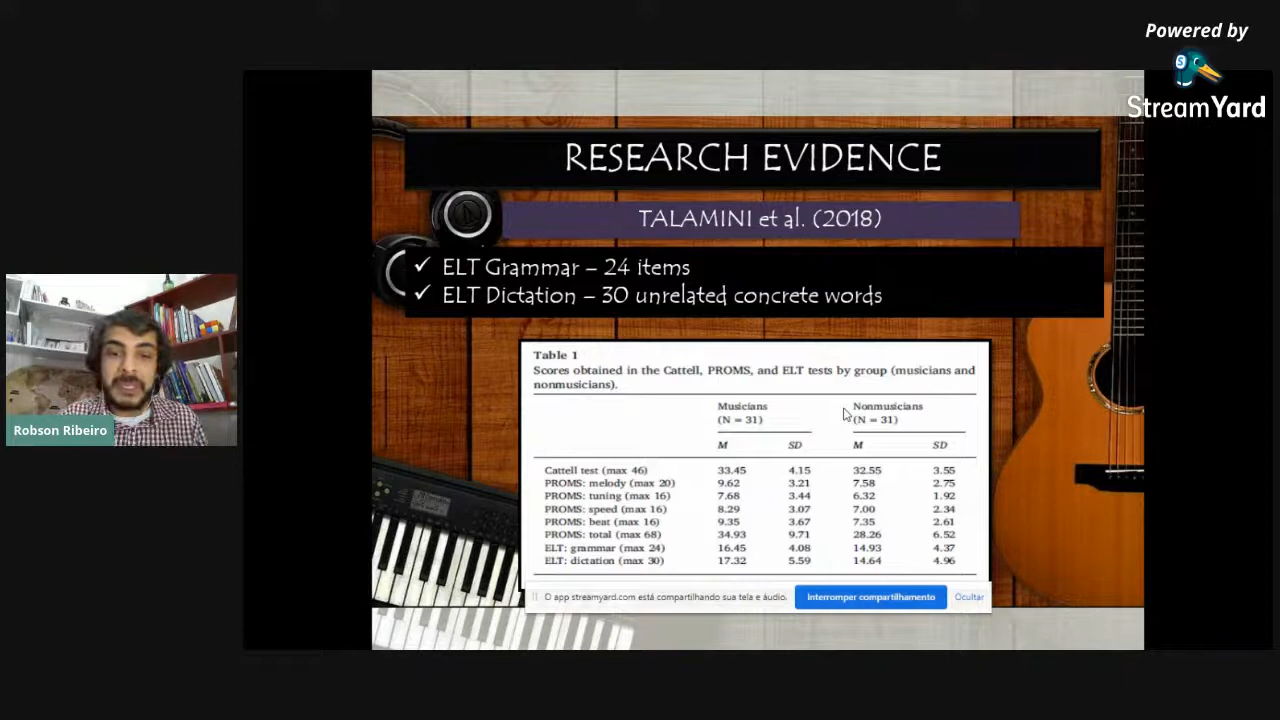 Powered by
StreamYard
RESEARCH EVIDENCE
TALAMINI et al. (2018)
✓ ELT Grammar – 24 items
✓ ELT Dictation – 30 unrelated concrete words
Robson Ribeiro
Table 1
Scores obtained in the Cattell, PROMS, and ELT tests by group (musicians and
nonmusicians).
Musicians Nonmusicians
(N = 31) (N = 31)
M SD M SD
Cattell test (max 46) 33.45 4.15 32.55 3.55
PROMS: melody (max 20) 9.62 3.21 7.58 2.75
PROMS: tuning (max 16) 7.68 3.44 6.32 1.92
PROMS: speed (max 16) 8.29 3.07 7.00 2.34
PROMS: beat (max 16) 9.35 3.67 7.35 2.61
PROMS: total (max 68) 34.93 9.71 28.26 6.52
ELT: grammar (max 24) 16.45 4.08 14.93 4.37
ELT: dictation (max 30) 17.32 5.59 14.64 4.96
O app streamyard.com está compartilhando sua tela e áudio. Interromper compartilhamento Ocultar